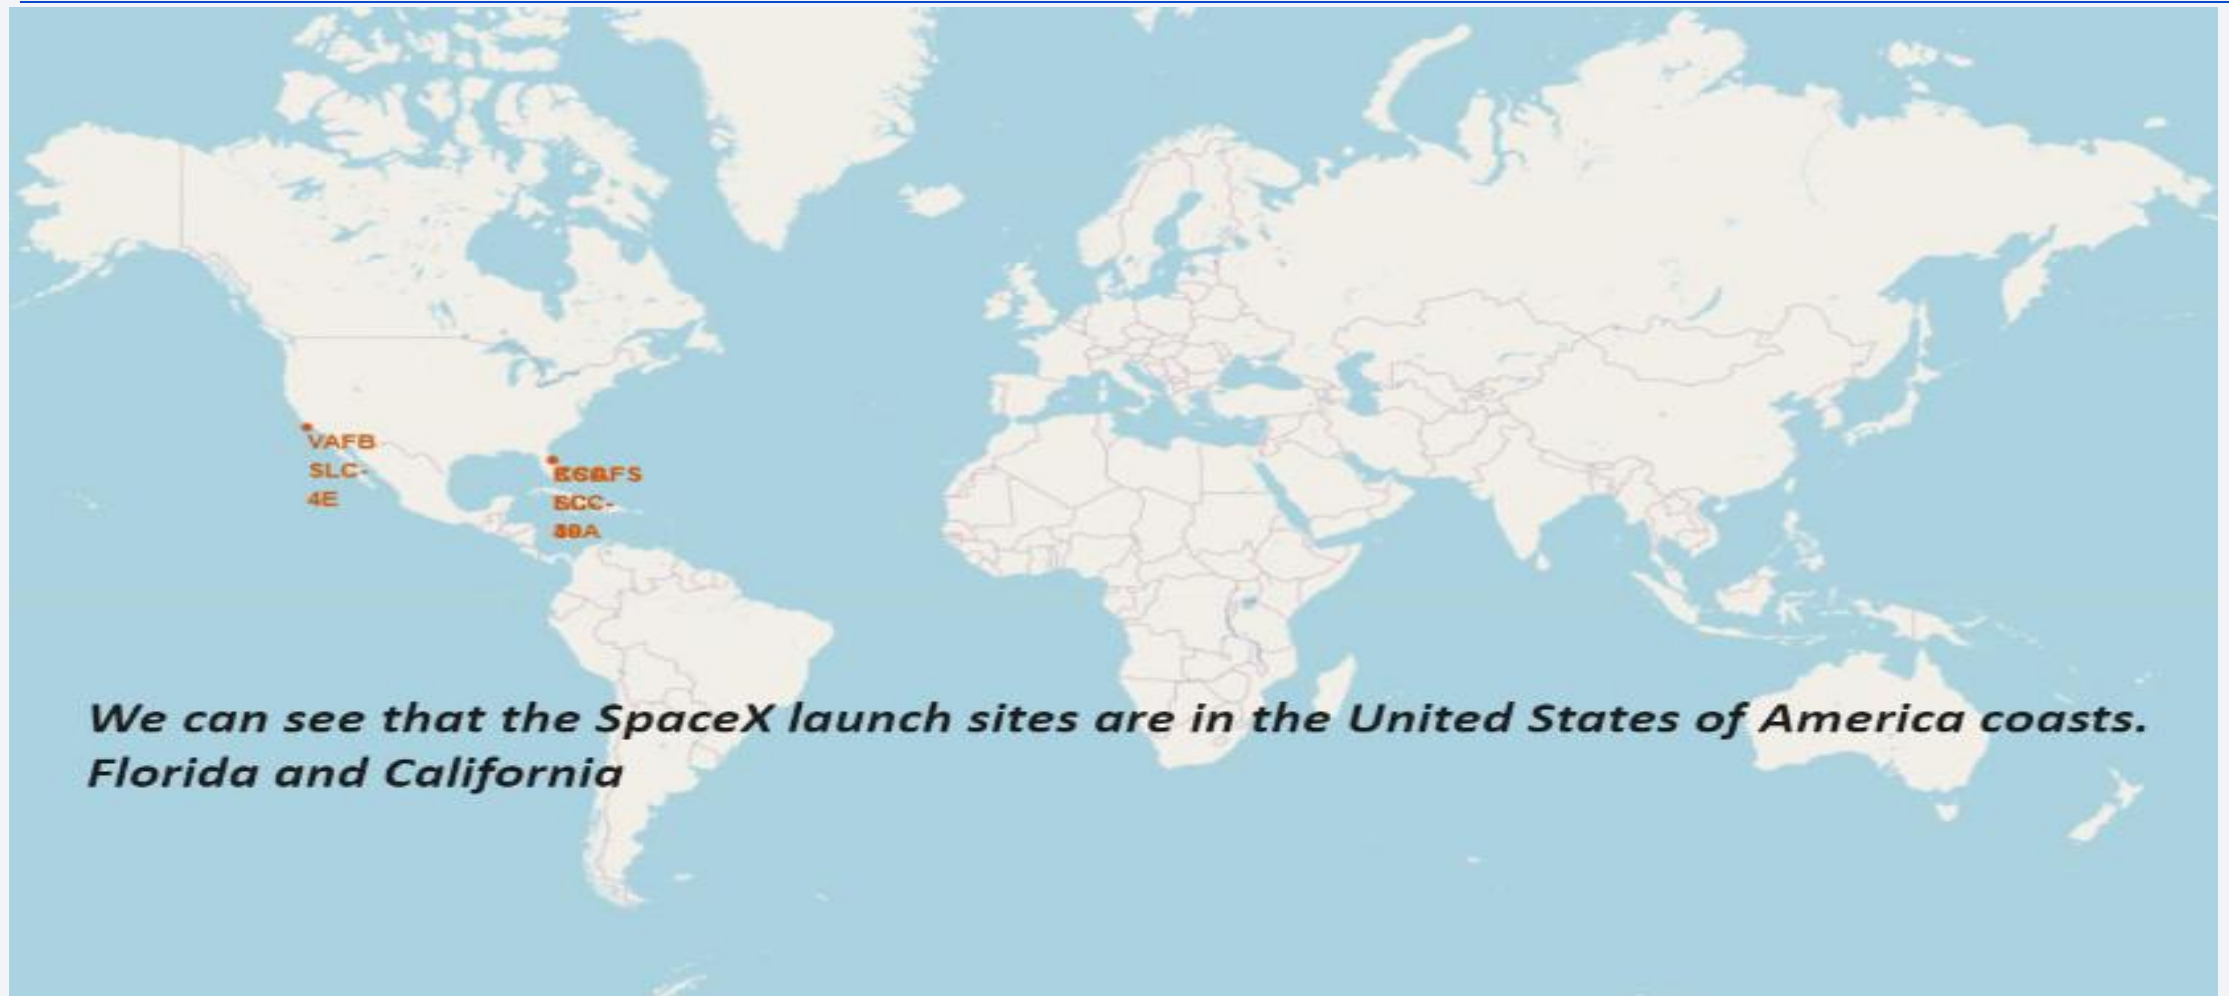 VAFB
SLC-
4E
We can see that the SpaceX launch sites are in the United States of America coasts.
Florida and California